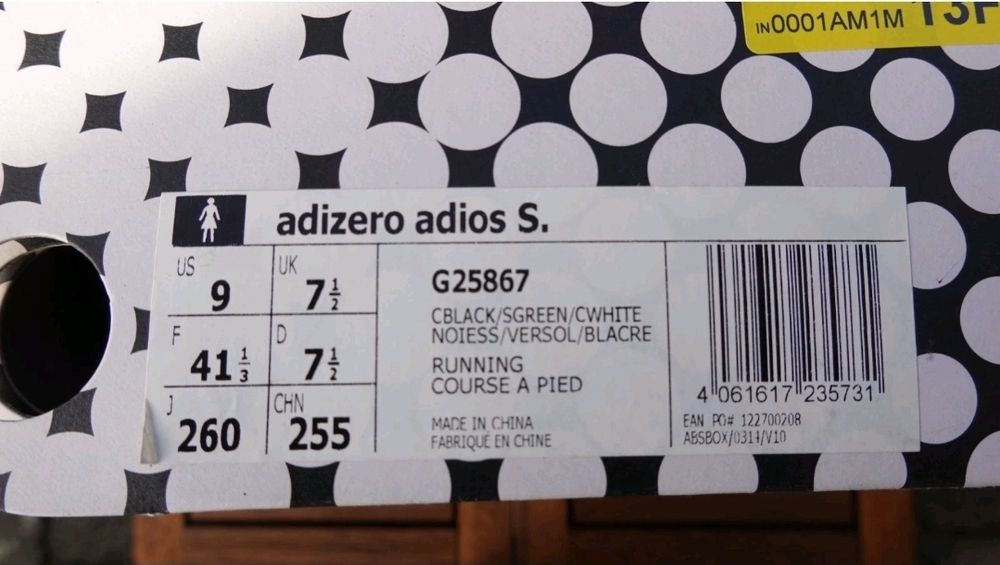 IN0001AM1M 13F
adizero adios S.
US 9
UK 7 1/2
F 41 1/3
D 7 1/2
J 260
CHN 255
G25867
CBLACK/SGREEN/CWHITE
NOIESS/VERSOL/BLACRE
RUNNING
COURSE A PIED
MADE IN CHINA
FABRIQUÉ EN CHINE
4 061617 235731
EAN PO# 122700208
ABSBOX/0311/V10